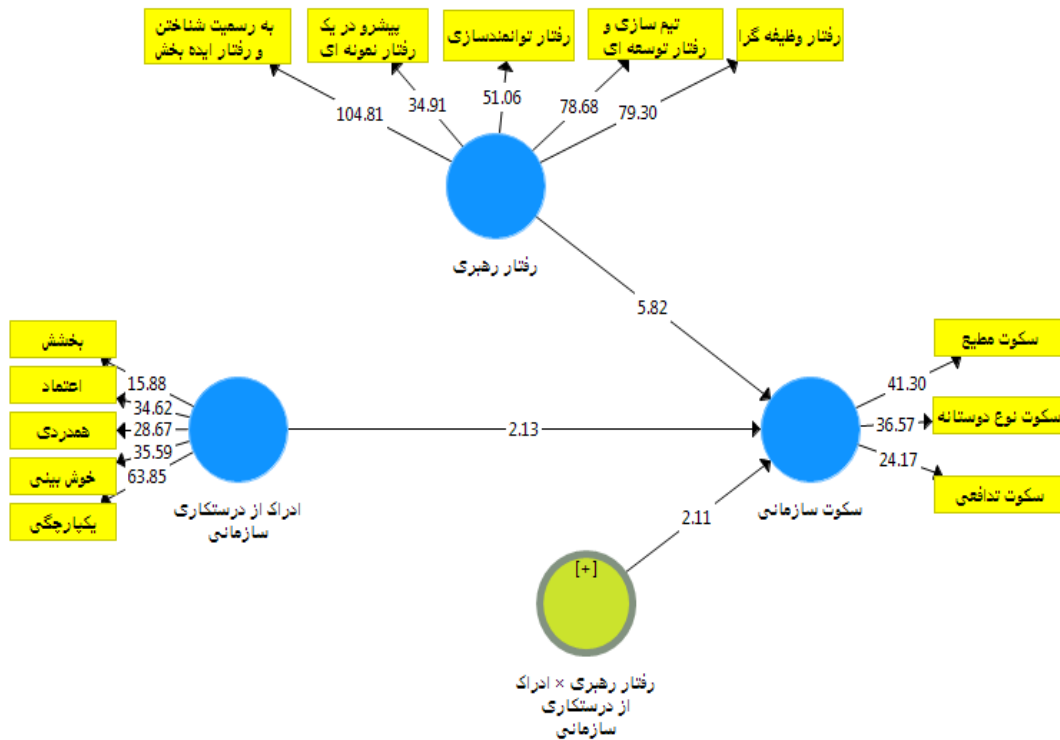 به رسمیت شناختن
و رفتار ایده بخش
پیشرو در یک
رفتار نمونه ای
رفتار توانمندسازی
تیم سازی و
رفتار توسعه ای
رفتار وظیفه گرا
104.81
34.91
51.06
78.68
79.30
رفتار رهبری
5.82
بخشش
15.88
اعتماد
34.62
همدردی
28.67
خوش بینی
35.59
یکپارچگی
63.85
ادراک از درستکاری
سازمانی
2.13
سکوت مطیع
41.30
سکوت نوع دوستانه
36.57
سکوت تدافعی
24.17
سکوت سازمانی
2.11
[+]
رفتار رهبری × ادراک
از درستکاری
سازمانی